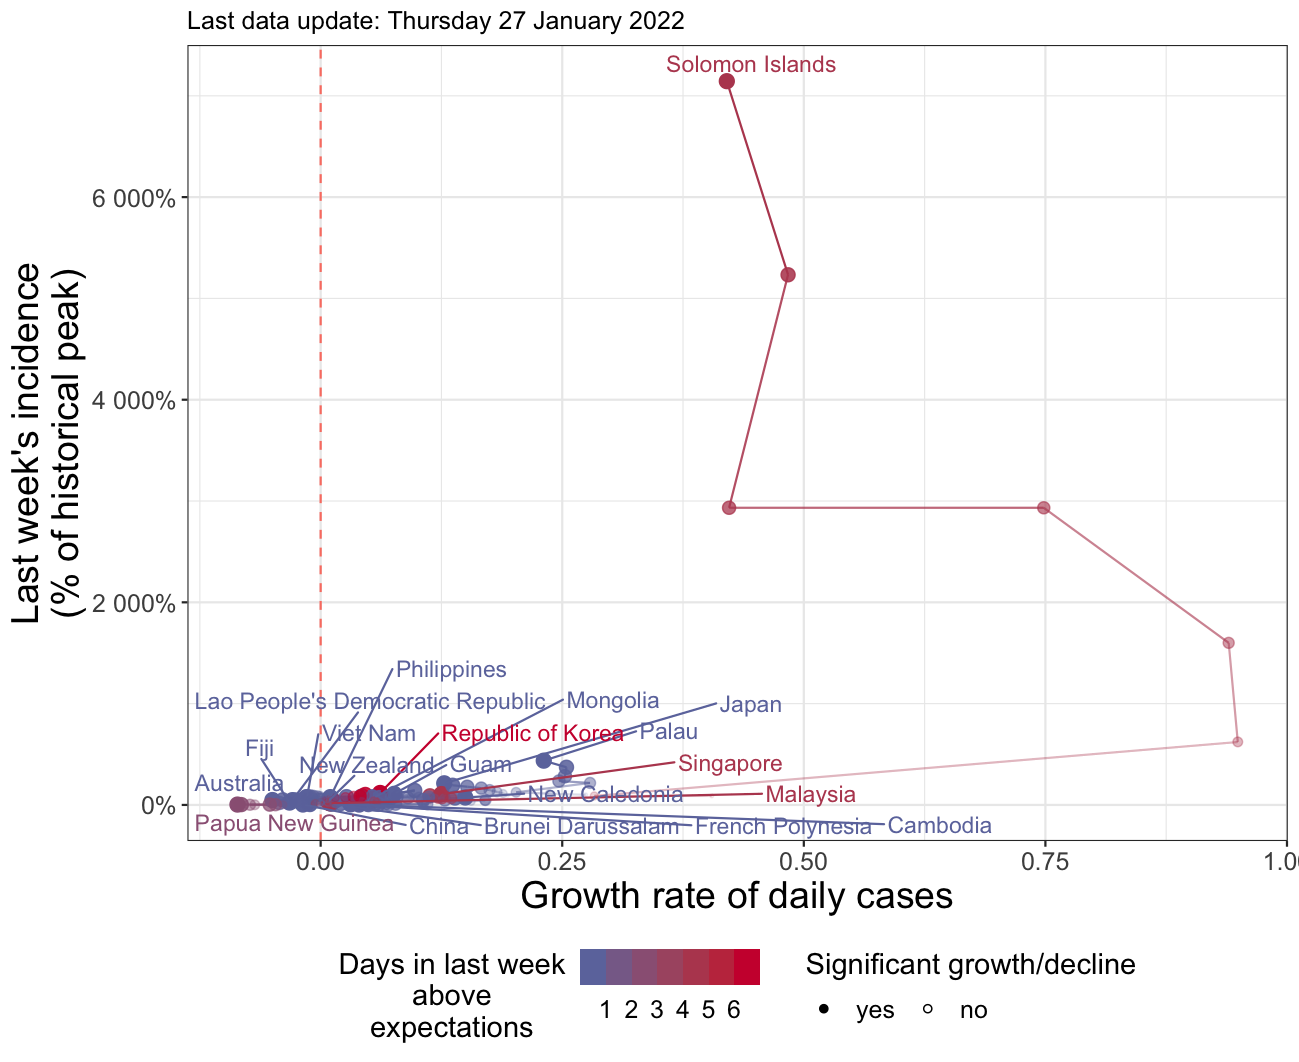 Last data update: Thursday 27 January 2022
Solomon Islands
6 000%
4 000%
2 000%
0%
Last week's incidence
(% of historical peak)
Philippines
Lao People's Democratic Republic
Mongolia
Japan
Viet Nam
Republic of Korea
Palau
Fiji
New Zealand
Guam
Singapore
Australia
New Caledonia
Malaysia
Papua New Guinea
China
Brunei Darussalam
French Polynesia
Cambodia
0.00
0.25
0.50
0.75
1.0
Growth rate of daily cases
Days in last week
above
expectations
1 2 3 4 5 6
Significant growth/decline
yes
no